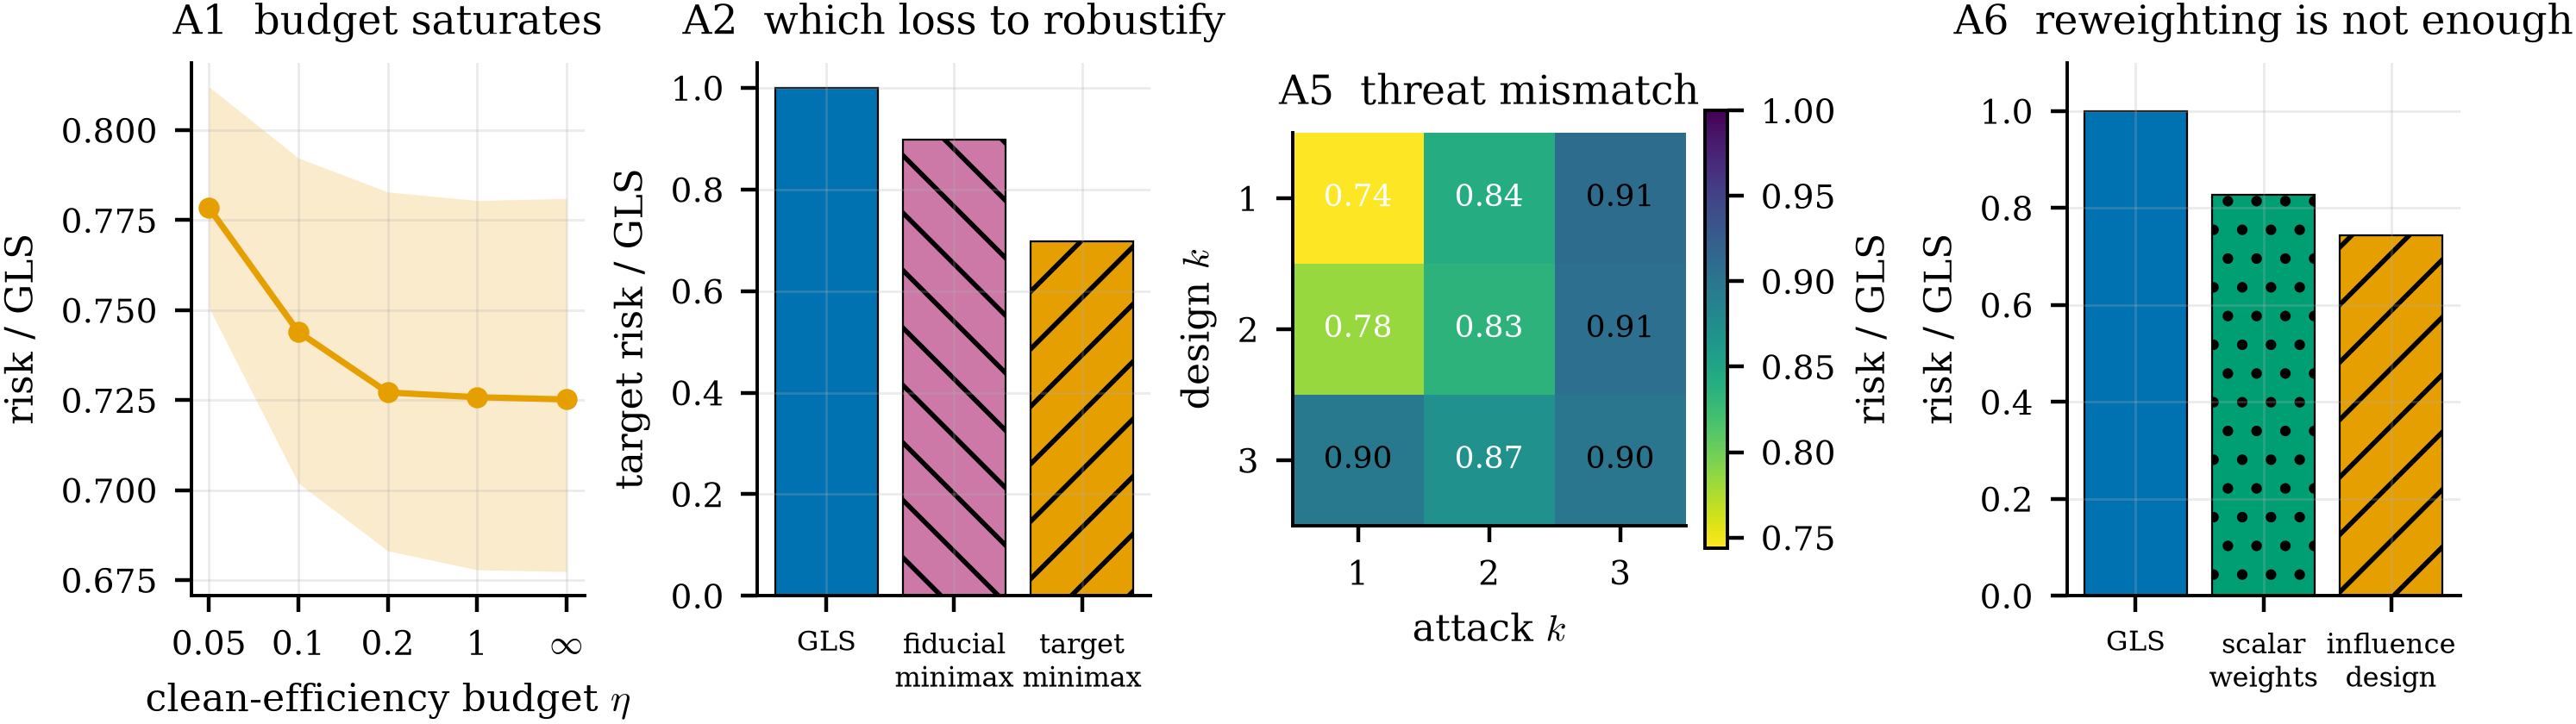 A1 budget saturates
risk / GLS
0.800
0.775
0.750
0.725
0.700
0.675
0.05 0.1 0.2 1 ∞
clean-efficiency budget η
A2 which loss to robustify
target risk / GLS
1.0
0.8
0.6
0.4
0.2
0.0
GLS
fiducial
minimax
target
minimax
A5 threat mismatch
design k
1
2
3
0.74 0.84 0.91
0.78 0.83 0.91
0.90 0.87 0.90
1 2 3
attack k
1.00
0.95
0.90
0.85
0.80
0.75
risk / GLS
A6 reweighting is not enough
risk / GLS
1.0
0.8
0.6
0.4
0.2
0.0
GLS
scalar
weights
influence
design